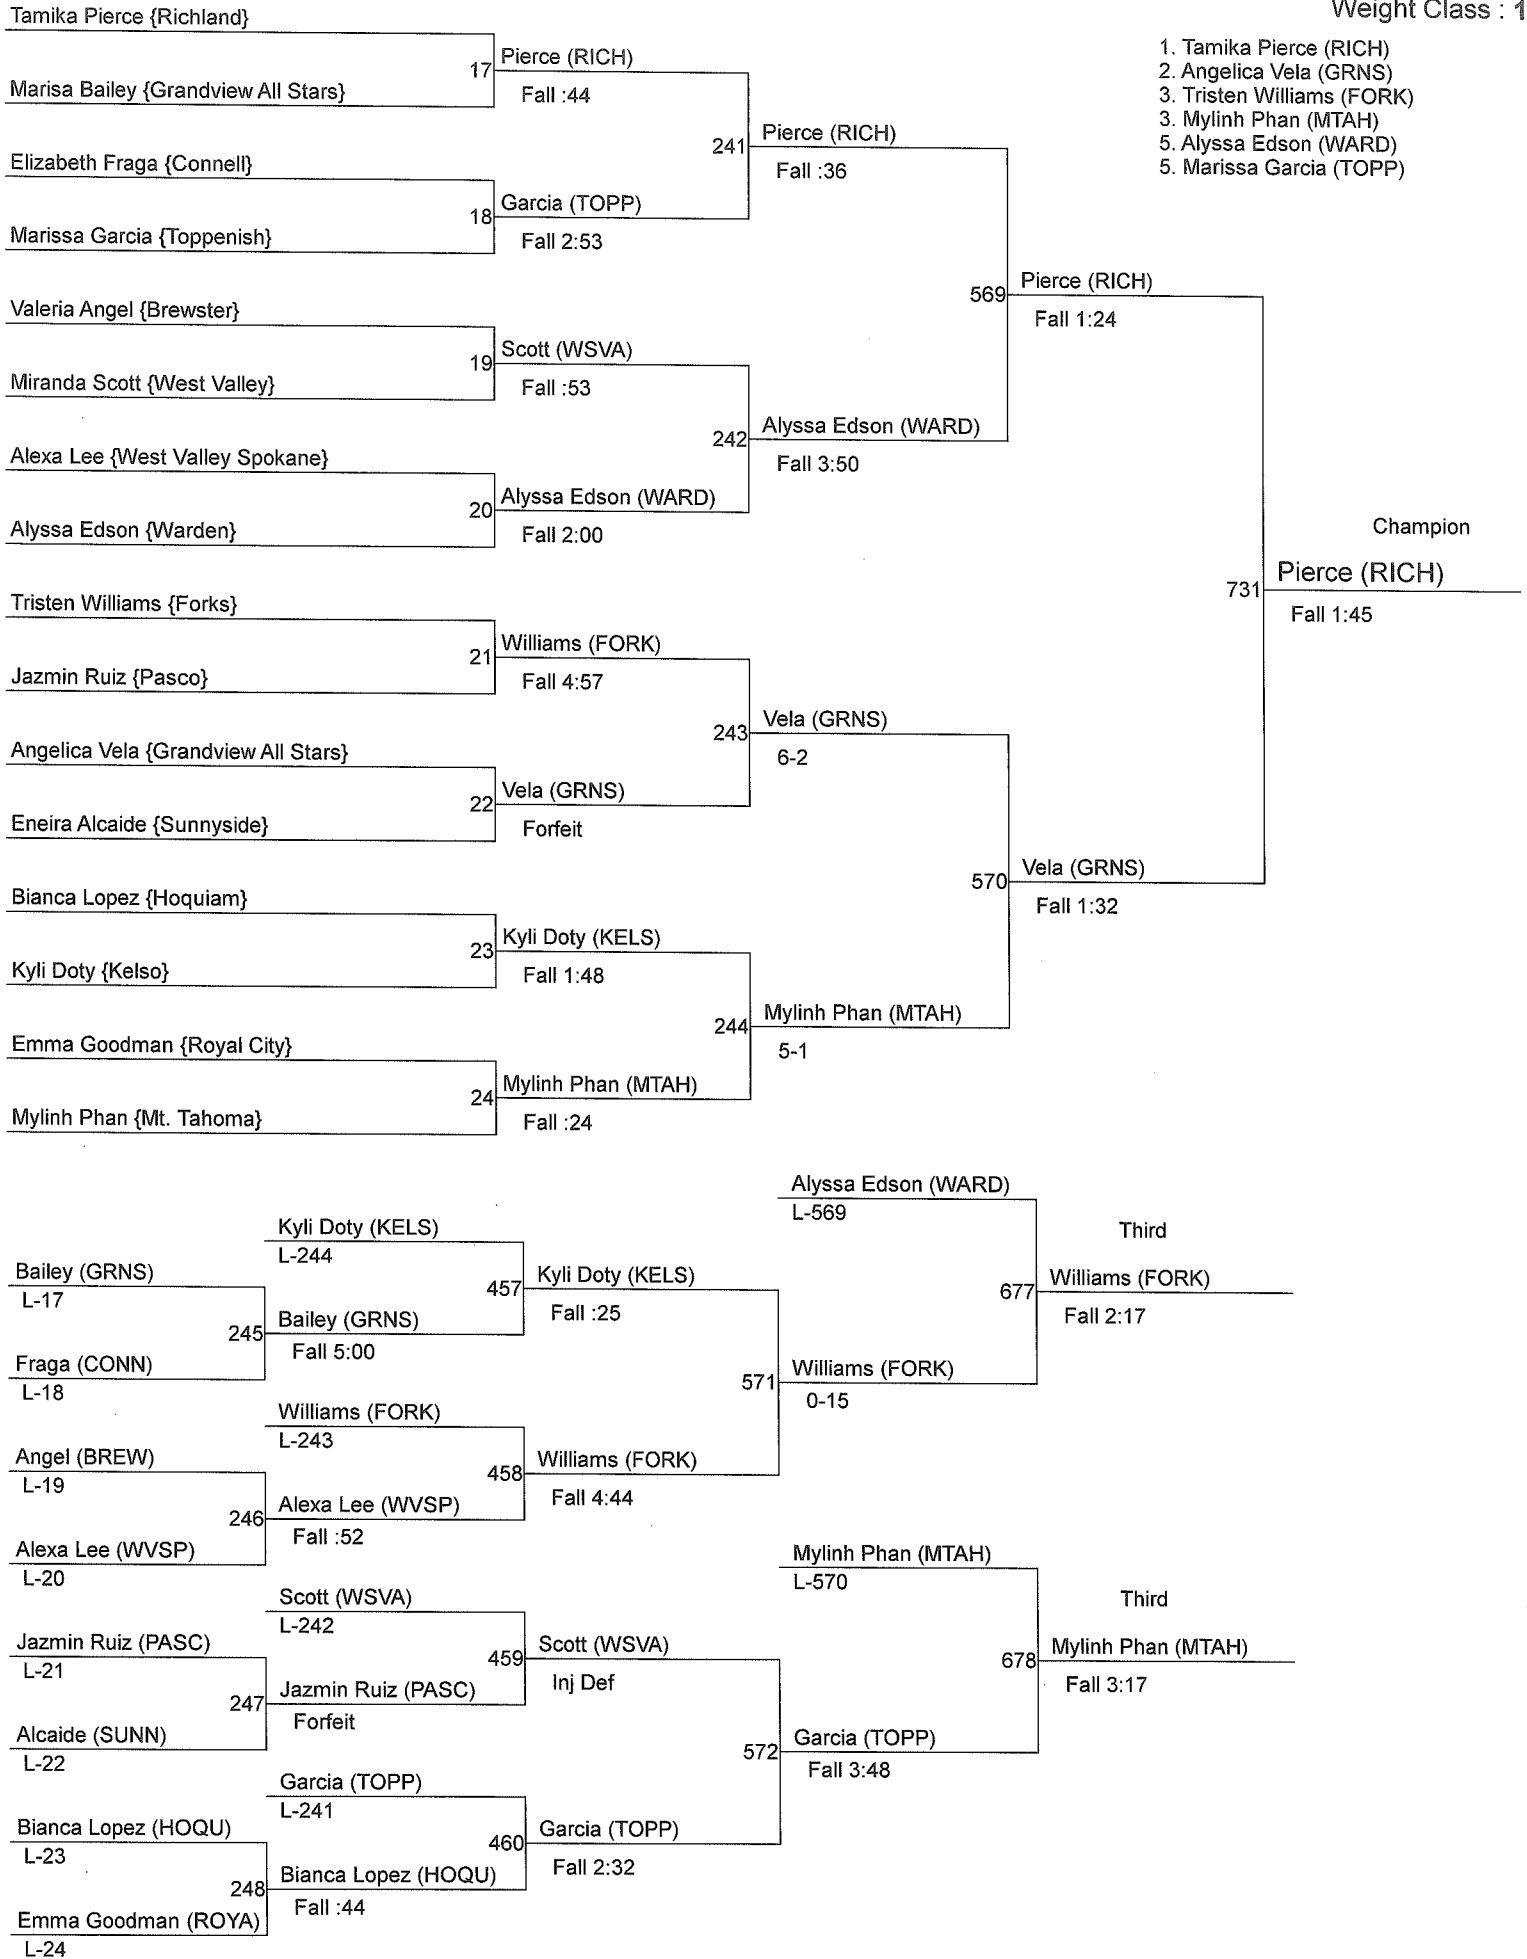 Weight Class : 1
1. Tamika Pierce (RICH)
2. Angelica Vela (GRNS)
3. Tristen Williams (FORK)
3. Mylinh Phan (MTAH)
5. Alyssa Edson (WARD)
5. Marissa Garcia (TOPP)
Tamika Pierce {Richland}
17
Pierce (RICH)
Fall :44
Marisa Bailey {Grandview All Stars}
241
Pierce (RICH)
Fall :36
Elizabeth Fraga {Connell}
18
Garcia (TOPP)
Fall 2:53
Marissa Garcia {Toppenish}
569
Pierce (RICH)
Fall 1:24
Valeria Angel {Brewster}
19
Scott (WSVA)
Fall :53
Miranda Scott {West Valley}
242
Alyssa Edson (WARD)
Fall 3:50
Alexa Lee {West Valley Spokane}
20
Alyssa Edson (WARD)
Fall 2:00
Alyssa Edson {Warden}
Champion
731
Pierce (RICH)
Fall 1:45
Tristen Williams {Forks}
21
Williams (FORK)
Fall 4:57
Jazmin Ruiz {Pasco}
243
Vela (GRNS)
6-2
Angelica Vela {Grandview All Stars}
22
Vela (GRNS)
Forfeit
Eneira Alcaide {Sunnyside}
570
Vela (GRNS)
Fall 1:32
Bianca Lopez {Hoquiam}
23
Kyli Doty (KELS)
Fall 1:48
Kyli Doty {Kelso}
244
Mylinh Phan (MTAH)
5-1
Emma Goodman {Royal City}
24
Mylinh Phan (MTAH)
Fall :24
Mylinh Phan {Mt. Tahoma}
Alyssa Edson (WARD)
L-569
Third
677
Williams (FORK)
Fall 2:17
Kyli Doty (KELS)
L-244
457
Kyli Doty (KELS)
Fall :25
Bailey (GRNS)
L-17
245
Bailey (GRNS)
Fall 5:00
Fraga (CONN)
L-18
571
Williams (FORK)
0-15
Williams (FORK)
L-243
458
Williams (FORK)
Fall 4:44
Angel (BREW)
L-19
246
Alexa Lee (WVSP)
Fall :52
Alexa Lee (WVSP)
L-20
Mylinh Phan (MTAH)
L-570
Third
678
Mylinh Phan (MTAH)
Fall 3:17
Scott (WSVA)
L-242
459
Scott (WSVA)
Inj Def
Jazmin Ruiz (PASC)
L-21
247
Jazmin Ruiz (PASC)
Forfeit
Alcaide (SUNN)
L-22
572
Garcia (TOPP)
Fall 3:48
Garcia (TOPP)
L-241
460
Garcia (TOPP)
Fall 2:32
Bianca Lopez (HOQU)
L-23
248
Bianca Lopez (HOQU)
Fall :44
Emma Goodman (ROYA)
L-24